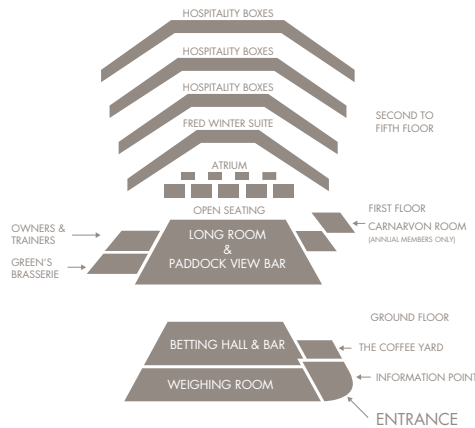 HOSPITALITY BOXES
HOSPITALITY BOXES
HOSPITALITY BOXES
FRED WINTER SUITE
SECOND TO
FIFTH FLOOR
ATRIUM
OPEN SEATING
FIRST FLOOR
CARNARVON ROOM
(ANNUAL MEMBERS ONLY)
OWNERS &
TRAINERS
LONG ROOM
&
PADDOCK VIEW BAR
GREEN'S
BRASSERIE
GROUND FLOOR
BETTING HALL & BAR
THE COFFEE YARD
WEIGHING ROOM
INFORMATION POINT
ENTRANCE